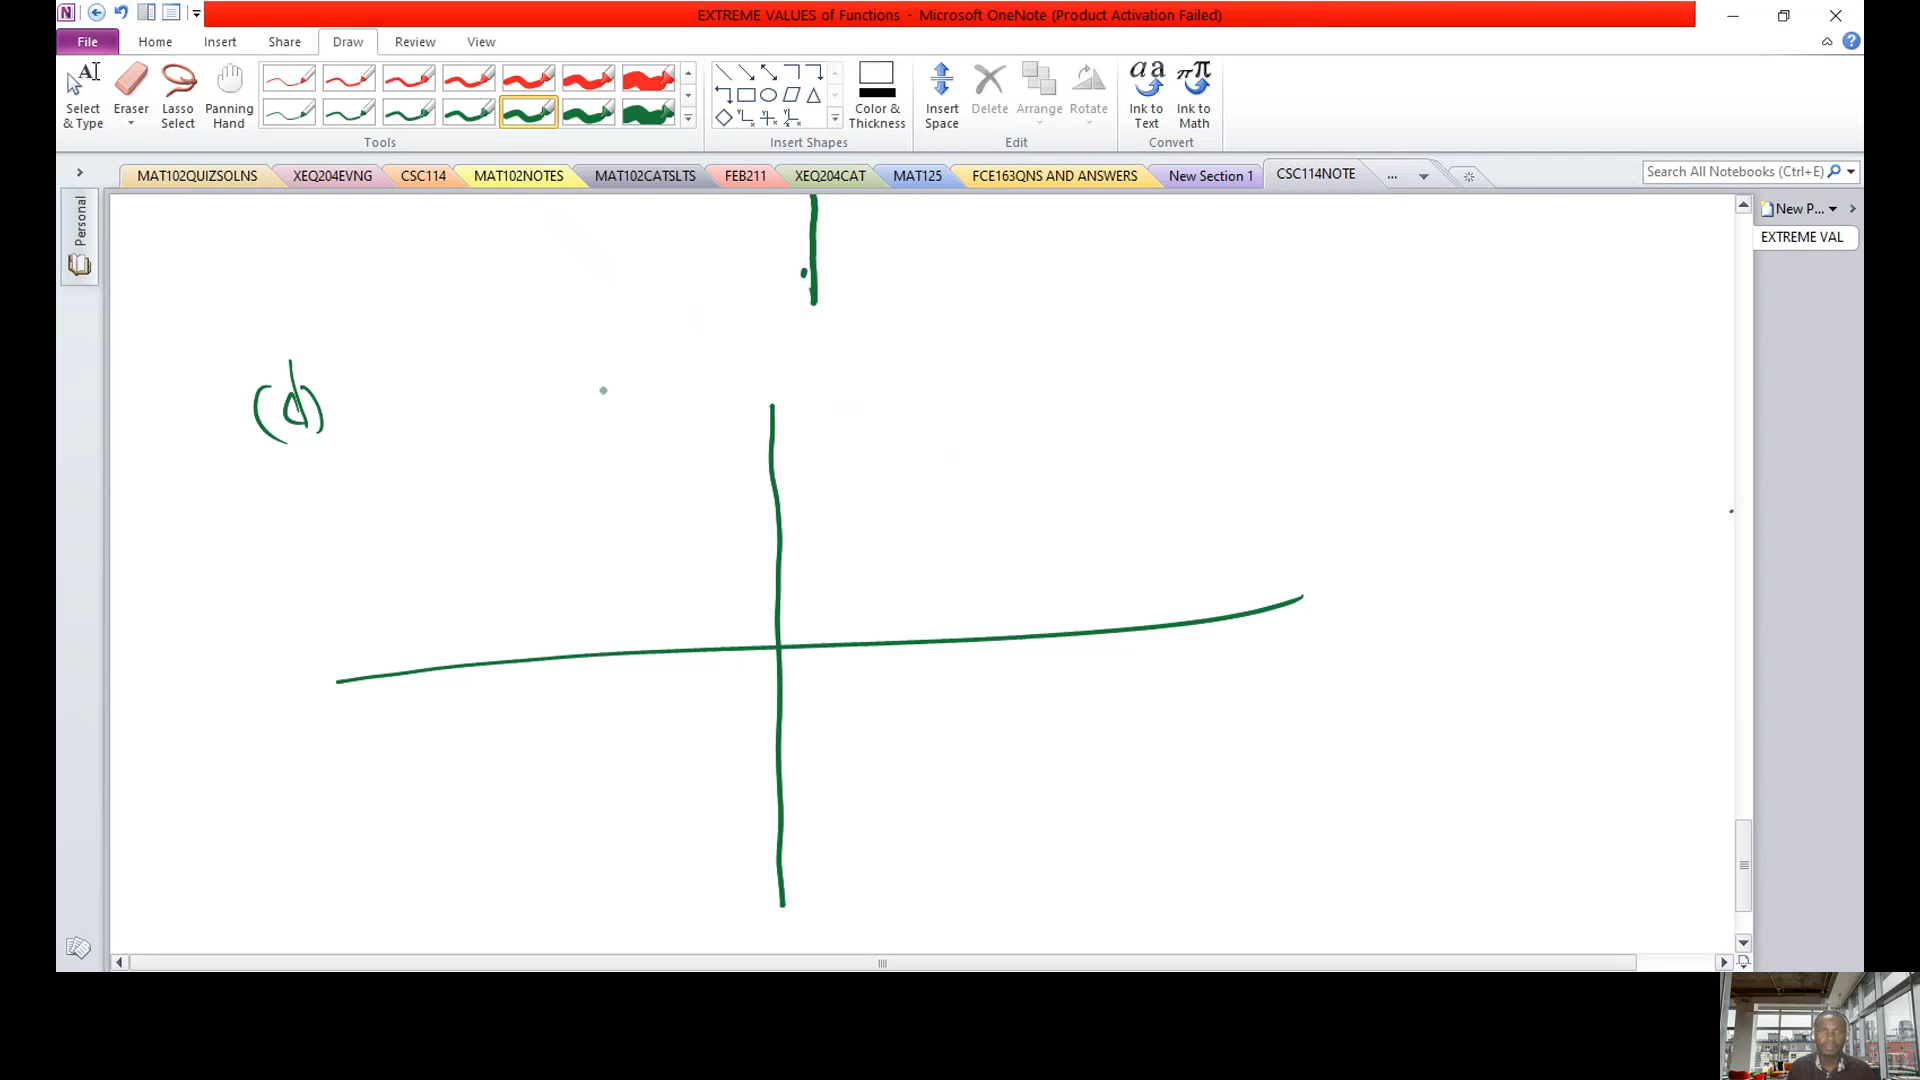 EXTREME VALUES of Functions - Microsoft OneNote (Product Activation Failed)
File Home Insert Share Draw Review View
Select & Type
Eraser
Lasso Select
Panning Hand
Color & Thickness
Insert Space
Delete
Arrange
Rotate
Ink to Text
Ink to Math
Tools
Insert Shapes
Edit
Convert
MAT102QUIZSOLNS XEQ204EVNG CSC114 MAT102NOTES MAT102CATSLTS FEB211 XEQ204CAT MAT125 FCE163QNS AND ANSWERS New Section 1 CSC114NOTE ...
Search All Notebooks (Ctrl+E)
Personal
New P...
EXTREME VAL
(d)